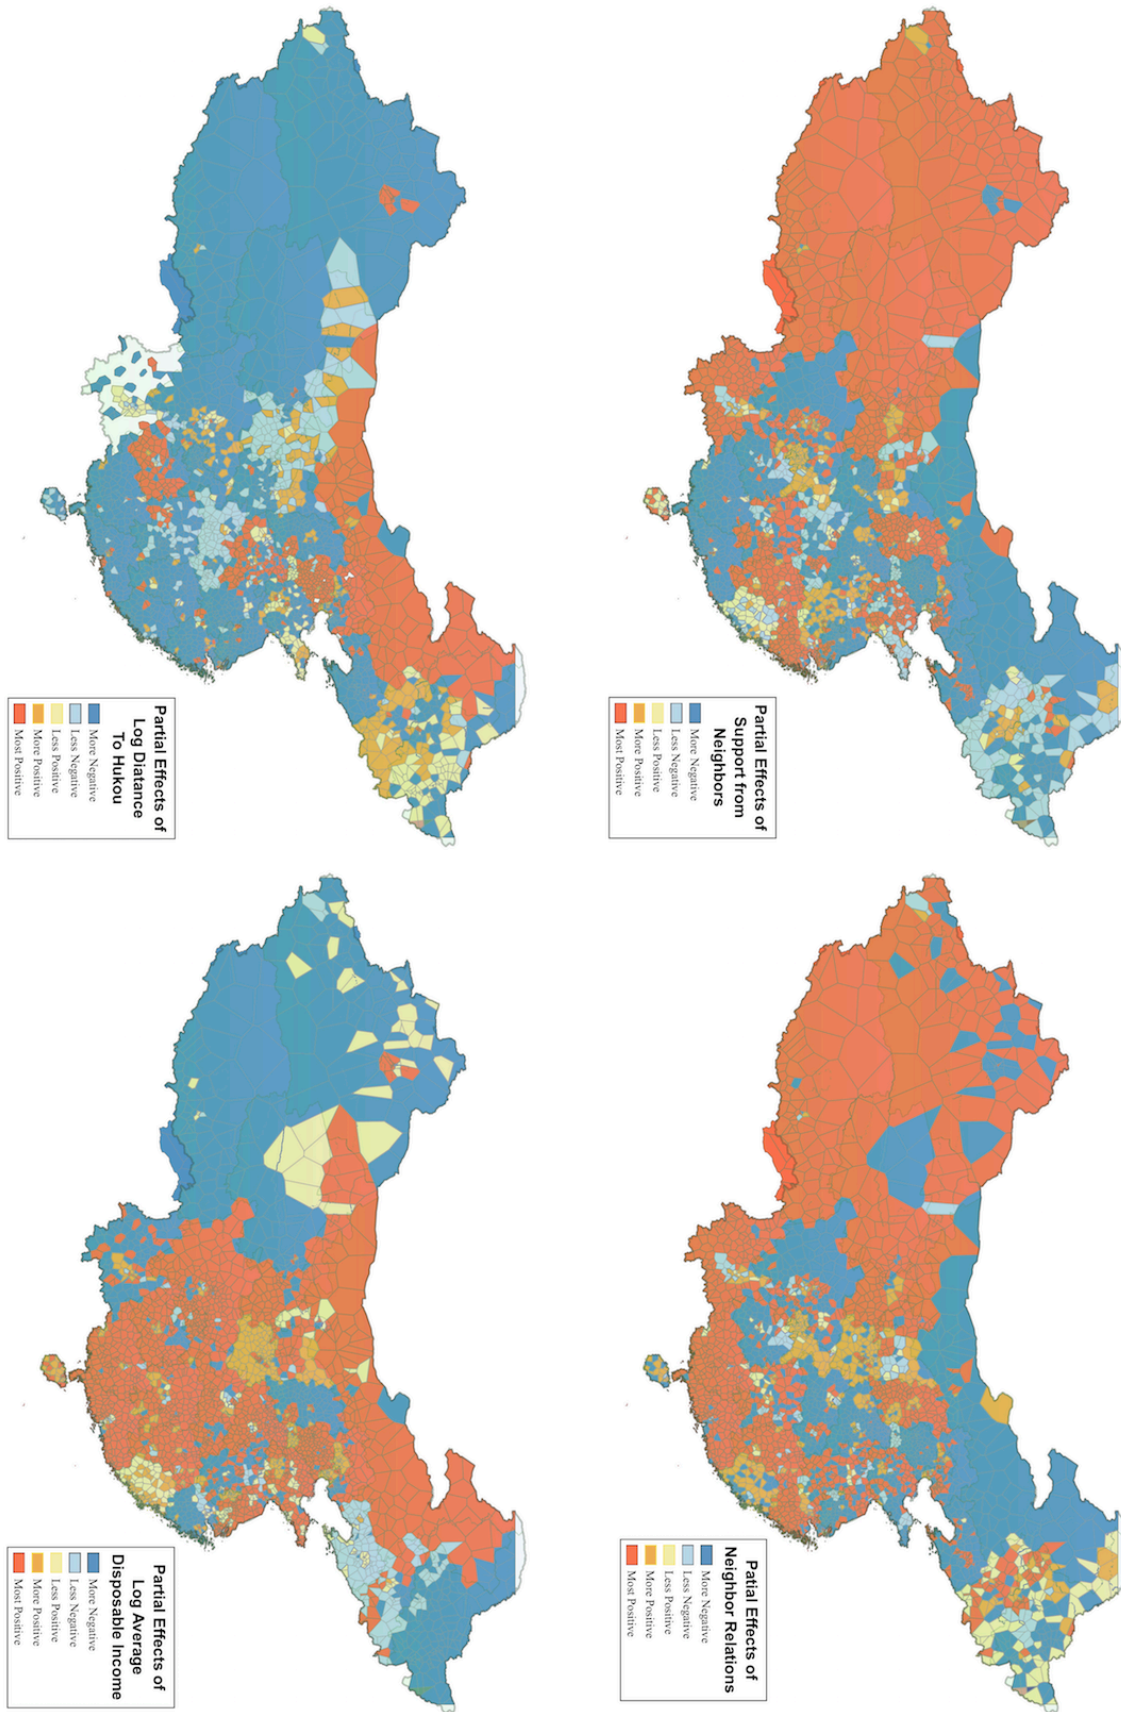 Partial Effects of
Support from
Neighbors
More Negative
Less Negative
Less Positive
More Positive
Most Positive
Patial Effects of
Neighbor Relations
More Negative
Less Negative
Less Positive
More Positive
Most Positive
Partial Effects of
Log Diatance
To Hukou
More Negative
Less Negative
Less Positive
More Positive
Most Positive
Partial Effects of
Log Average
Disposable Income
More Negative
Less Negative
Less Positive
More Positive
Most Positive